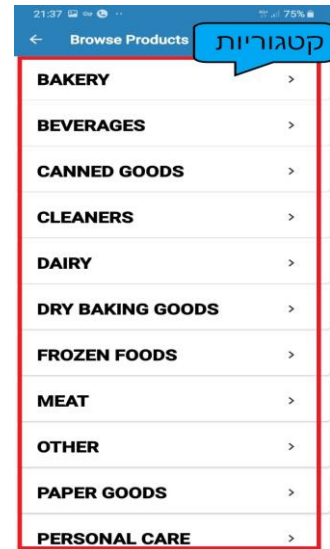 21:37 75%
← Browse Products
קטגוריות
BAKERY >
BEVERAGES >
CANNED GOODS >
CLEANERS >
DAIRY >
DRY BAKING GOODS >
FROZEN FOODS >
MEAT >
OTHER >
PAPER GOODS >
PERSONAL CARE >